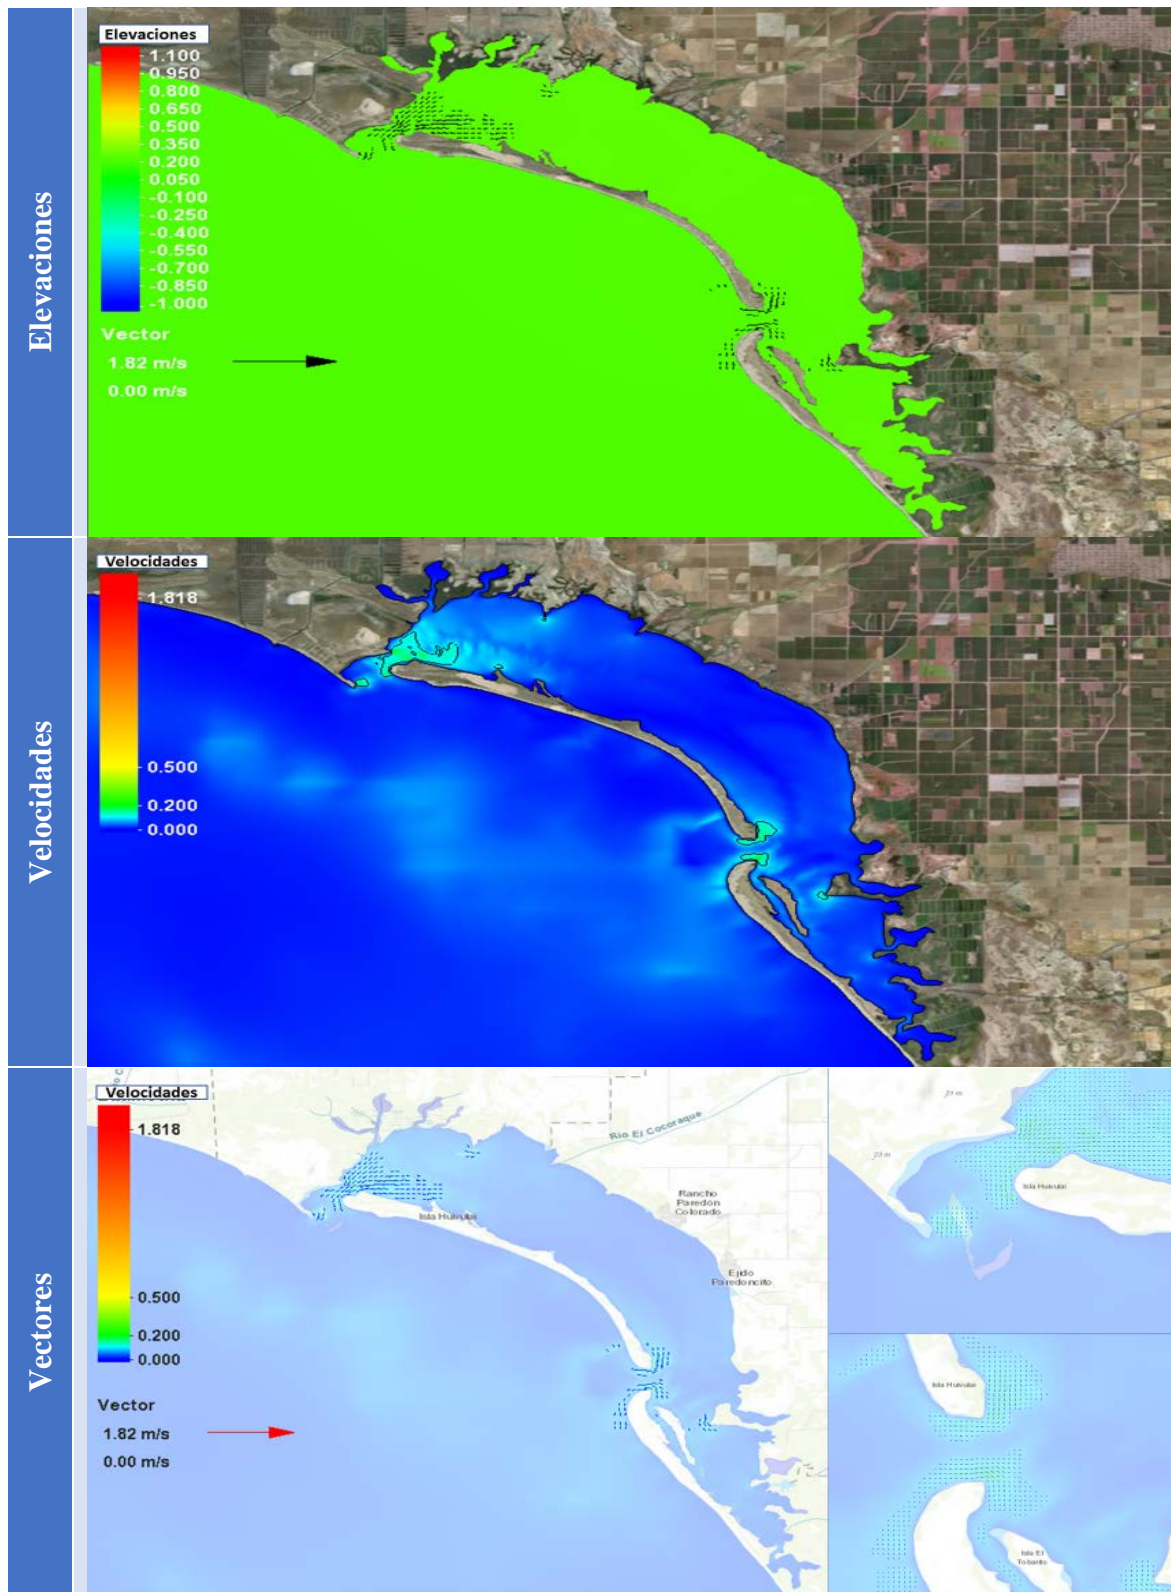 Elevaciones
Elevaciones
1.100
0.950
0.800
0.650
0.500
0.350
0.200
0.050
-0.100
-0.250
-0.400
-0.550
-0.700
-0.850
-1.000
Vector
1.82 m/s
0.00 m/s
Velocidades
Velocidades
1.818
0.500
0.200
0.000
Vectores
Velocidades
1.818
0.500
0.200
0.000
Vector
1.82 m/s
0.00 m/s
Río El Cocoraque
Rancho
Paredón
Colorado
Ejido
Paredoncito
Isla Huivulai
21 m
23 m
Isla Huivulai
Isla Huivulai
Isla El
Tobarito